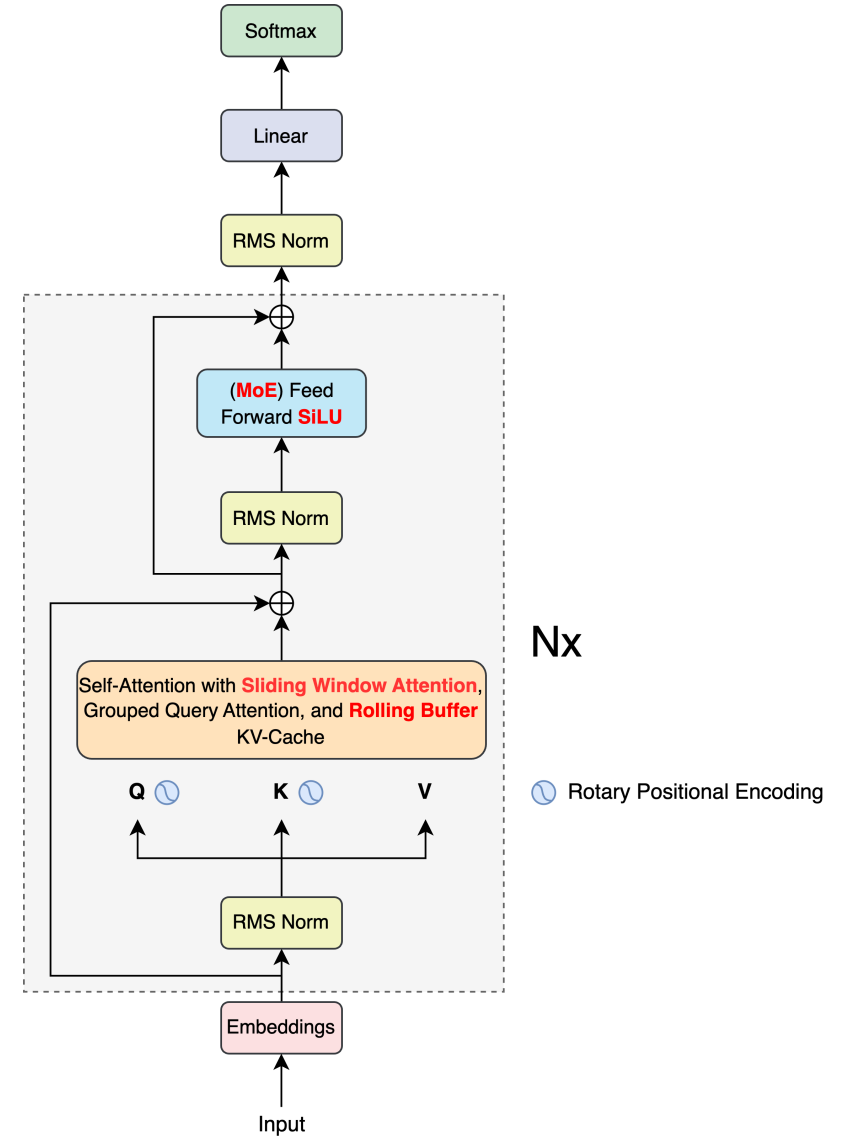 Softmax
Linear
RMS Norm
(MoE) Feed
Forward SiLU
RMS Norm
Nx
Self-Attention with Sliding Window Attention,
Grouped Query Attention, and Rolling Buffer
KV-Cache
Q K V
Rotary Positional Encoding
RMS Norm
Embeddings
Input